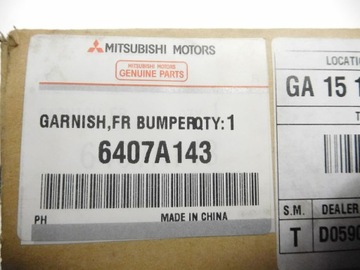 MITSUBISHI MOTORS
MITSUBISHI MOTORS
GENUINE PARTS
GARNISH,FR BUMPERQTY:1
6407A143
PH
MADE IN CHINA
GA 15 1
S.M. DEALER
T D059